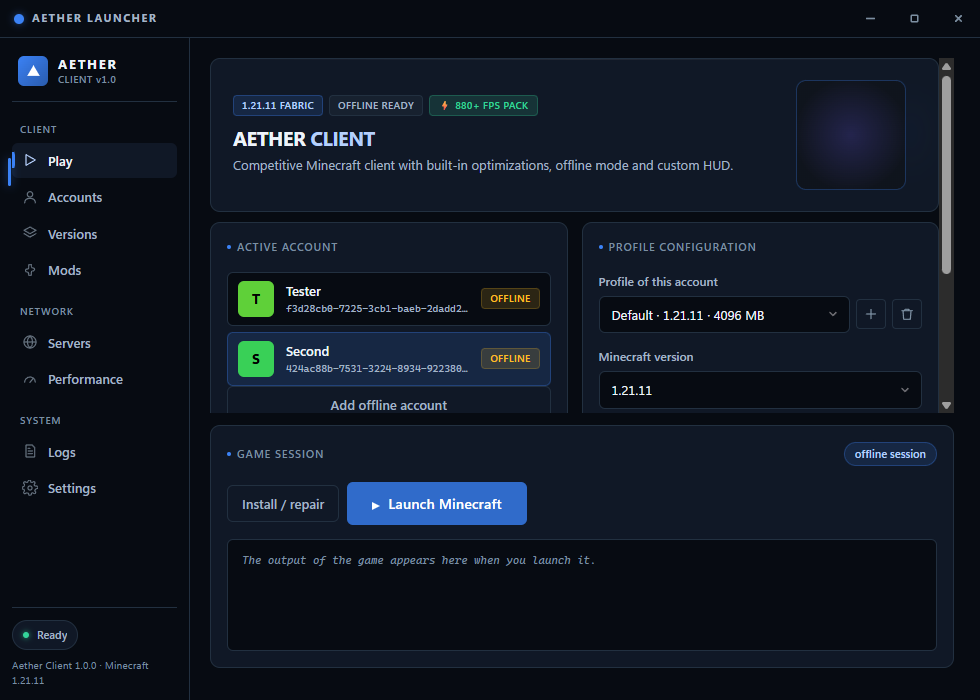 AETHER LAUNCHER
AETHER
CLIENT v1.0
CLIENT
Play
Accounts
Versions
Mods
NETWORK
Servers
Performance
SYSTEM
Logs
Settings
Ready
Aether Client 1.0.0 · Minecraft
1.21.11
1.21.11 FABRIC
OFFLINE READY
880+ FPS PACK
AETHER CLIENT
Competitive Minecraft client with built-in optimizations, offline mode and custom HUD.
ACTIVE ACCOUNT
T
Tester
f3d28cb0-7225-3cb1-baeb-2dadd2…
OFFLINE
S
Second
424ac88b-7531-3224-8934-922380…
OFFLINE
Add offline account
PROFILE CONFIGURATION
Profile of this account
Default · 1.21.11 · 4096 MB
Minecraft version
1.21.11
GAME SESSION
offline session
Install / repair
Launch Minecraft
The output of the game appears here when you launch it.